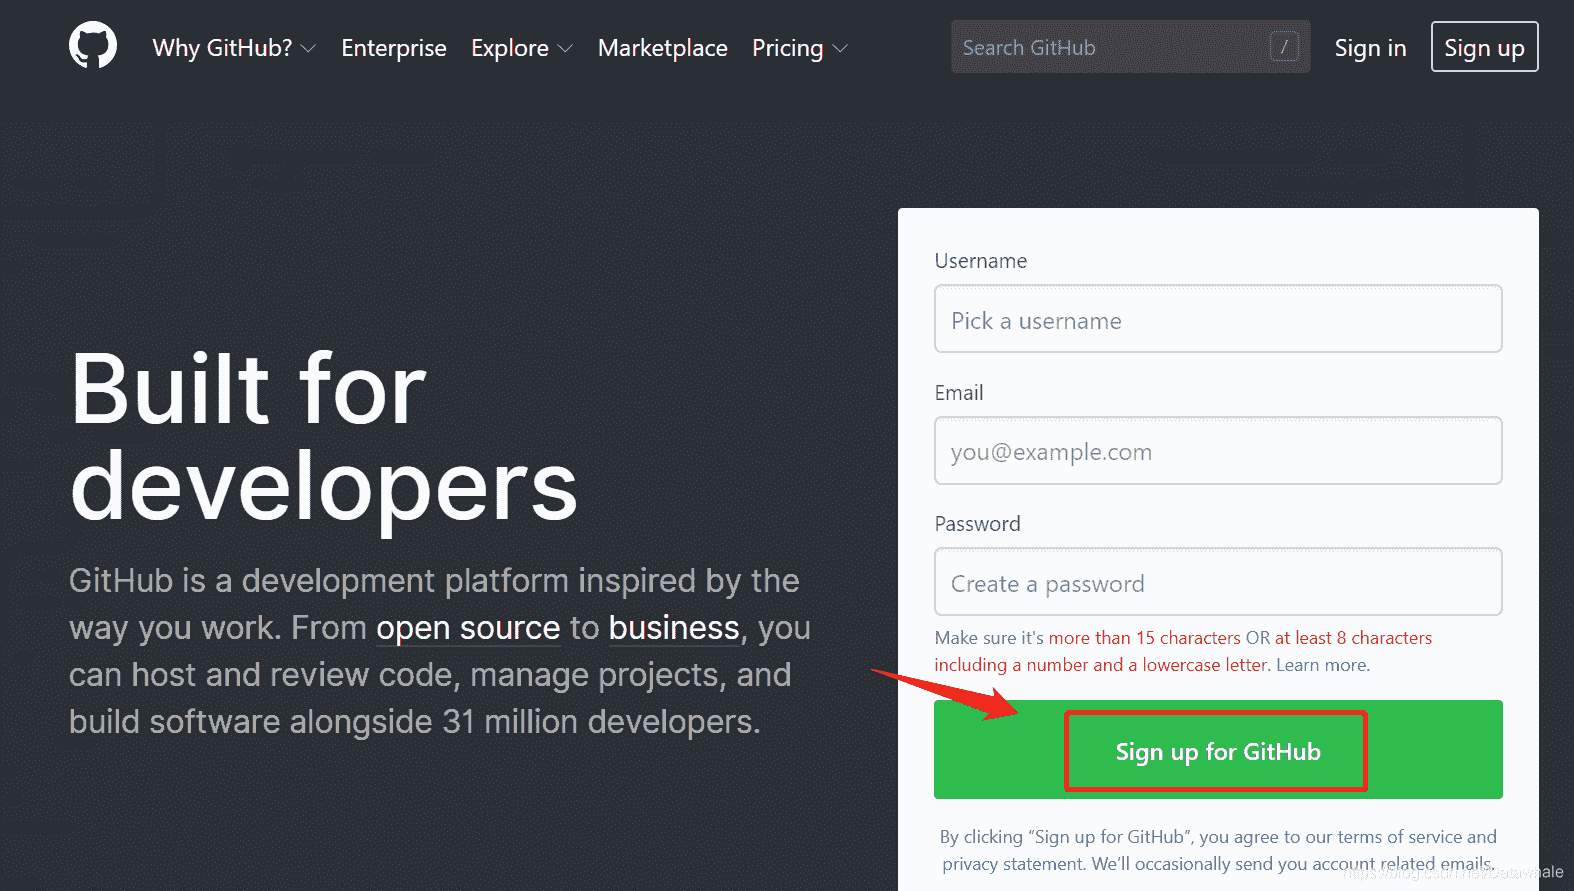 Why GitHub? Enterprise Explore Marketplace Pricing Search GitHub / Sign in Sign up
Built for
developers
GitHub is a development platform inspired by the
way you work. From open source to business, you
can host and review code, manage projects, and
build software alongside 31 million developers.
Username
Pick a username
Email
you@example.com
Password
Create a password
Make sure it's more than 15 characters OR at least 8 characters
including a number and a lowercase letter. Learn more.
Sign up for GitHub
By clicking “Sign up for GitHub”, you agree to our terms of service and
privacy statement. We’ll occasionally send you account related emails.
https://blog.csdn.net/Datawhale